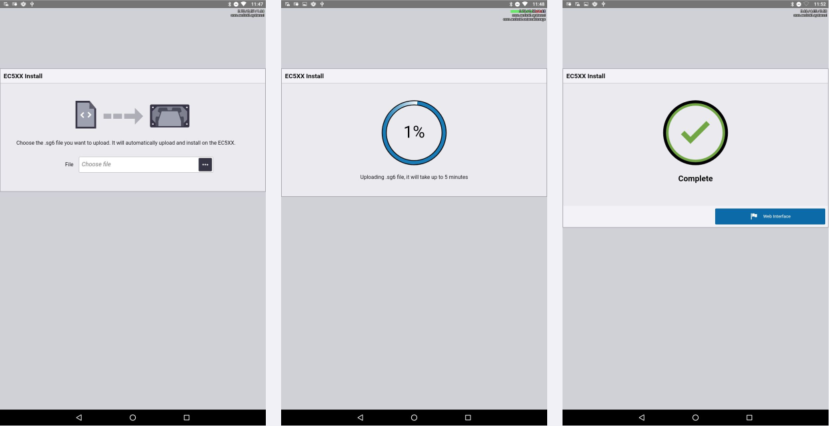 11:47
EC5XX Install
Choose the .sg6 file you want to upload. It will automatically upload and install on the EC5XX.
File
Choose file
11:48
EC5XX Install
1%
Uploading .sg6 file, it will take up to 5 minutes
11:52
EC5XX Install
Complete
Web Interface